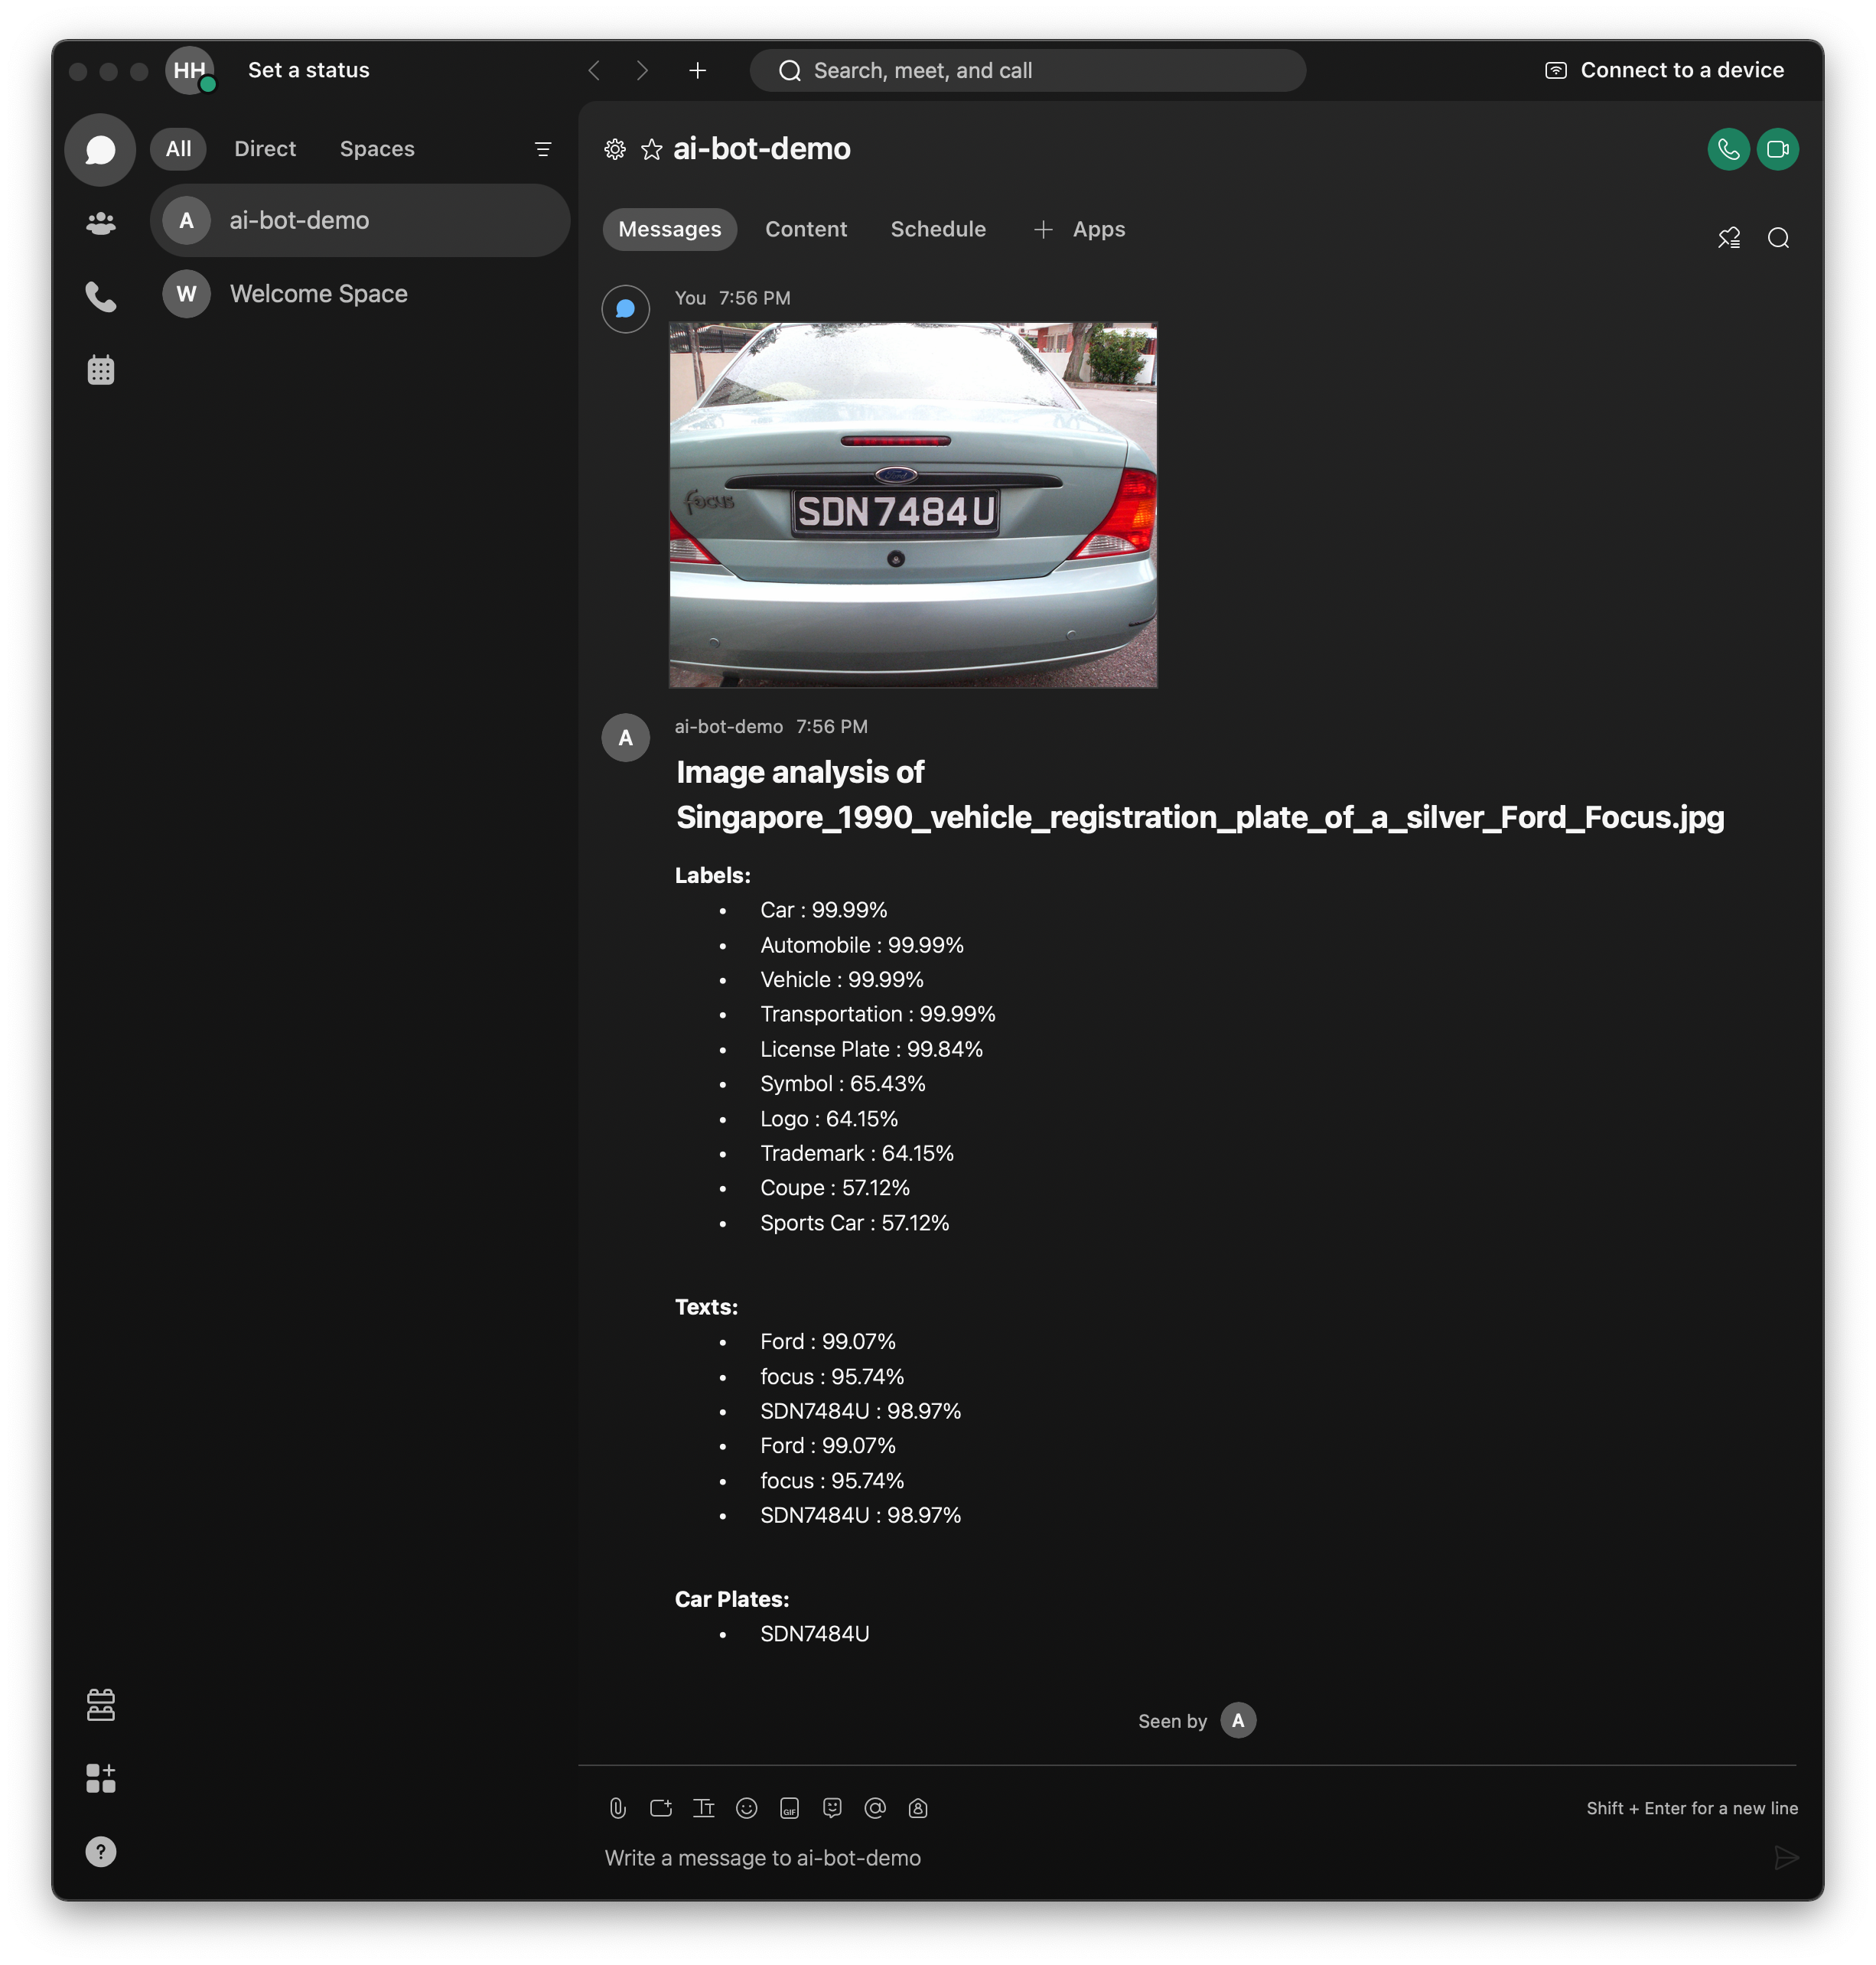 HH Set a status
Search, meet, and call
Connect to a device
All Direct Spaces
A ai-bot-demo
W Welcome Space
ai-bot-demo
Messages Content Schedule + Apps
You 7:56 PM
Ford
focus
SDN7484U
A ai-bot-demo 7:56 PM
Image analysis of
Singapore_1990_vehicle_registration_plate_of_a_silver_Ford_Focus.jpg
Labels:
• Car : 99.99%
• Automobile : 99.99%
• Vehicle : 99.99%
• Transportation : 99.99%
• License Plate : 99.84%
• Symbol : 65.43%
• Logo : 64.15%
• Trademark : 64.15%
• Coupe : 57.12%
• Sports Car : 57.12%
Texts:
• Ford : 99.07%
• focus : 95.74%
• SDN7484U : 98.97%
• Ford : 99.07%
• focus : 95.74%
• SDN7484U : 98.97%
Car Plates:
• SDN7484U
Seen by A
GIF
Shift + Enter for a new line
Write a message to ai-bot-demo
?